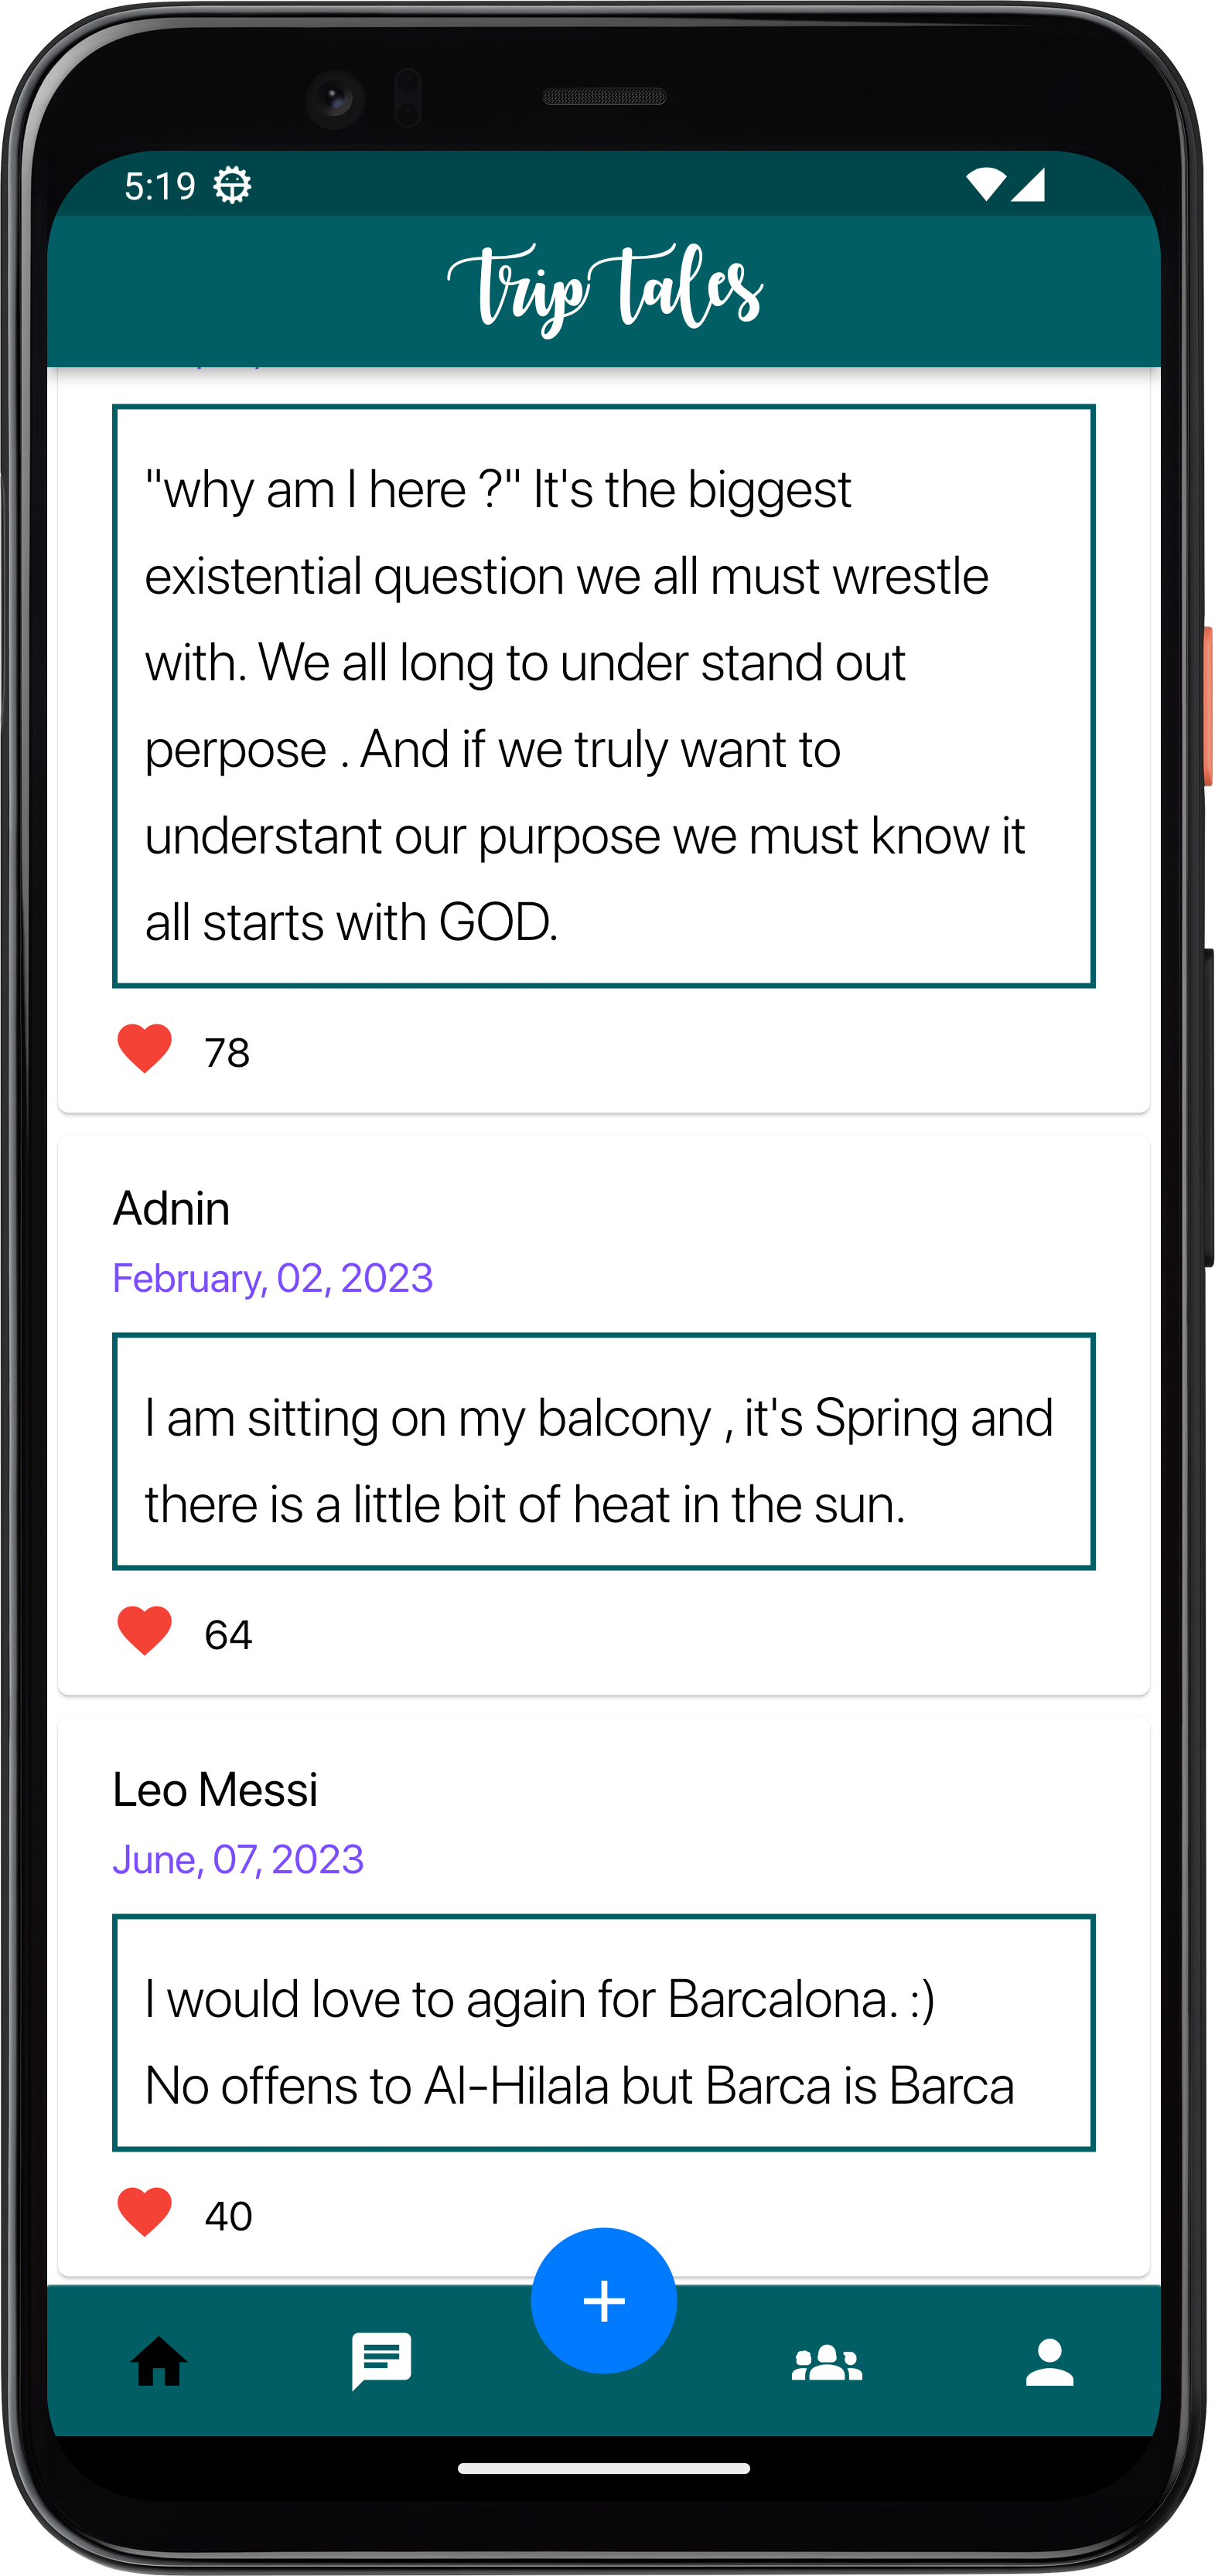 5:19
trip tales
"why am I here ?" It's the biggest
existential question we all must wrestle
with. We all long to under stand out
perpose . And if we truly want to
understant our purpose we must know it
all starts with GOD.
78
Adnin
February, 02, 2023
I am sitting on my balcony , it's Spring and
there is a little bit of heat in the sun.
64
Leo Messi
June, 07, 2023
I would love to again for Barcalona. :)
No offens to Al-Hilala but Barca is Barca
40